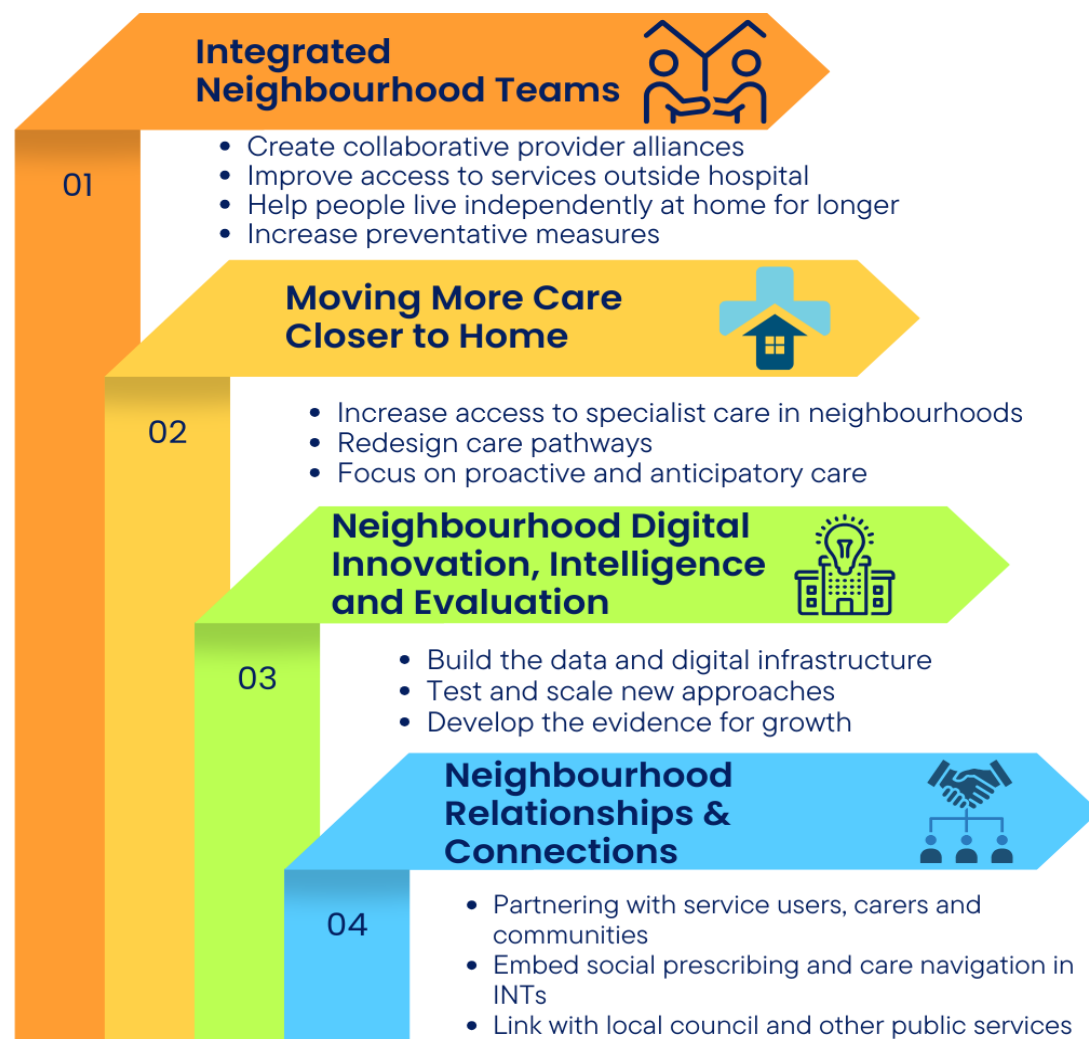 Integrated
Neighbourhood Teams
01
• Create collaborative provider alliances
• Improve access to services outside hospital
• Help people live independently at home for longer
• Increase preventative measures
Moving More Care
Closer to Home
02
• Increase access to specialist care in neighbourhoods
• Redesign care pathways
• Focus on proactive and anticipatory care
Neighbourhood Digital
Innovation, Intelligence
and Evaluation
03
• Build the data and digital infrastructure
• Test and scale new approaches
• Develop the evidence for growth
Neighbourhood
Relationships &
Connections
04
• Partnering with service users, carers and
communities
• Embed social prescribing and care navigation in
INTs
• Link with local council and other public services